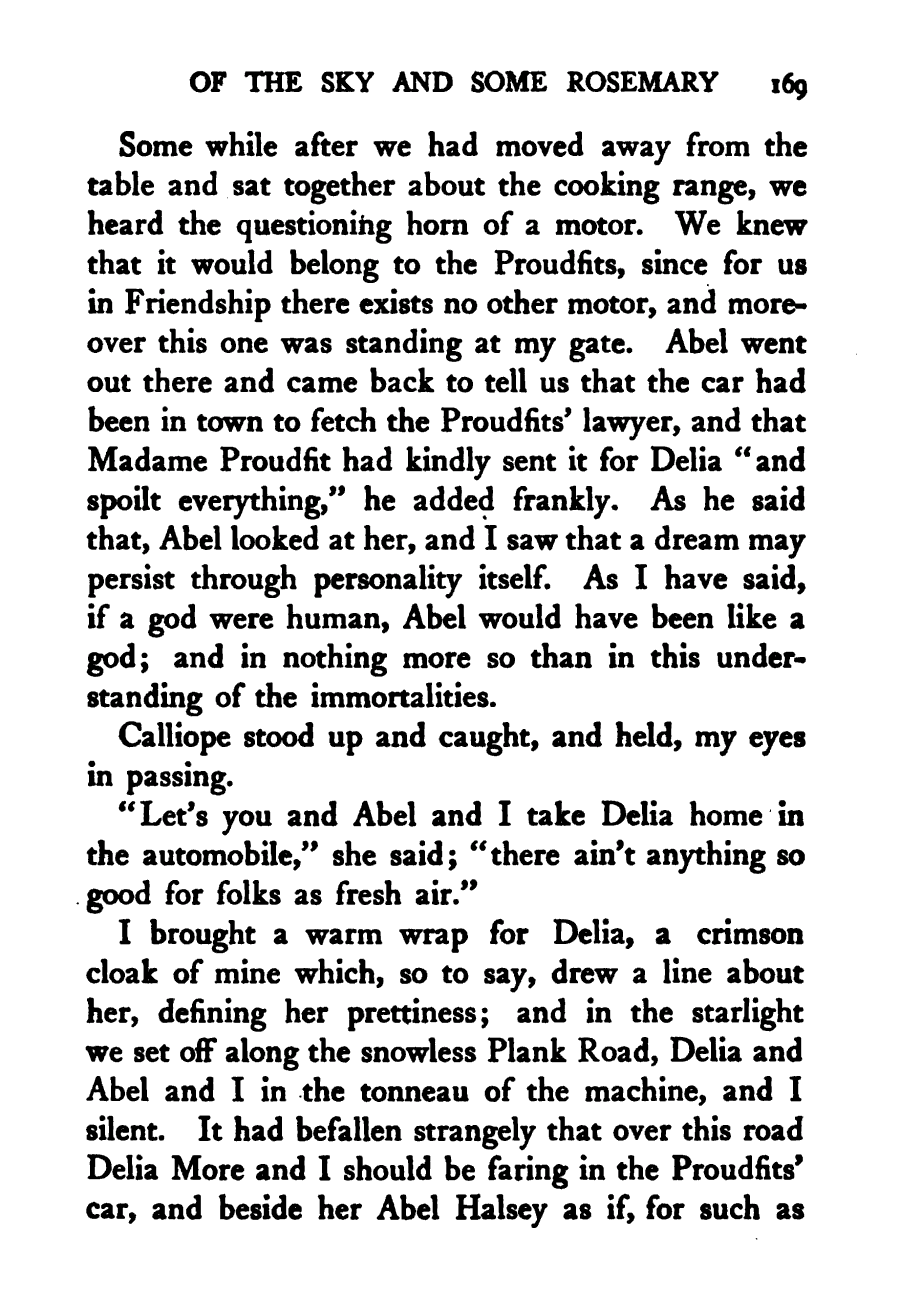 OF THE SKY AND SOME ROSEMARY 169
Some while after we had moved away from the
table and sat together about the cooking range, we
heard the questioning horn of a motor. We knew
that it would belong to the Proudfits, since for us
in Friendship there exists no other motor, and more-
over this one was standing at my gate. Abel went
out there and came back to tell us that the car had
been in town to fetch the Proudfits' lawyer, and that
Madame Proudfit had kindly sent it for Delia "and
spoilt everything," he added frankly. As he said
that, Abel looked at her, and I saw that a dream may
persist through personality itself. As I have said,
if a god were human, Abel would have been like a
god; and in nothing more so than in this under-
standing of the immortalities.
Calliope stood up and caught, and held, my eyes
in passing.
"Let's you and Abel and I take Delia home in
the automobile," she said; "there ain't anything so
good for folks as fresh air."
I brought a warm wrap for Delia, a crimson
cloak of mine which, so to say, drew a line about
her, defining her prettiness; and in the starlight
we set off along the snowless Plank Road, Delia and
Abel and I in the tonneau of the machine, and I
silent. It had befallen strangely that over this road
Delia More and I should be faring in the Proudfits'
car, and beside her Abel Halsey as if, for such as